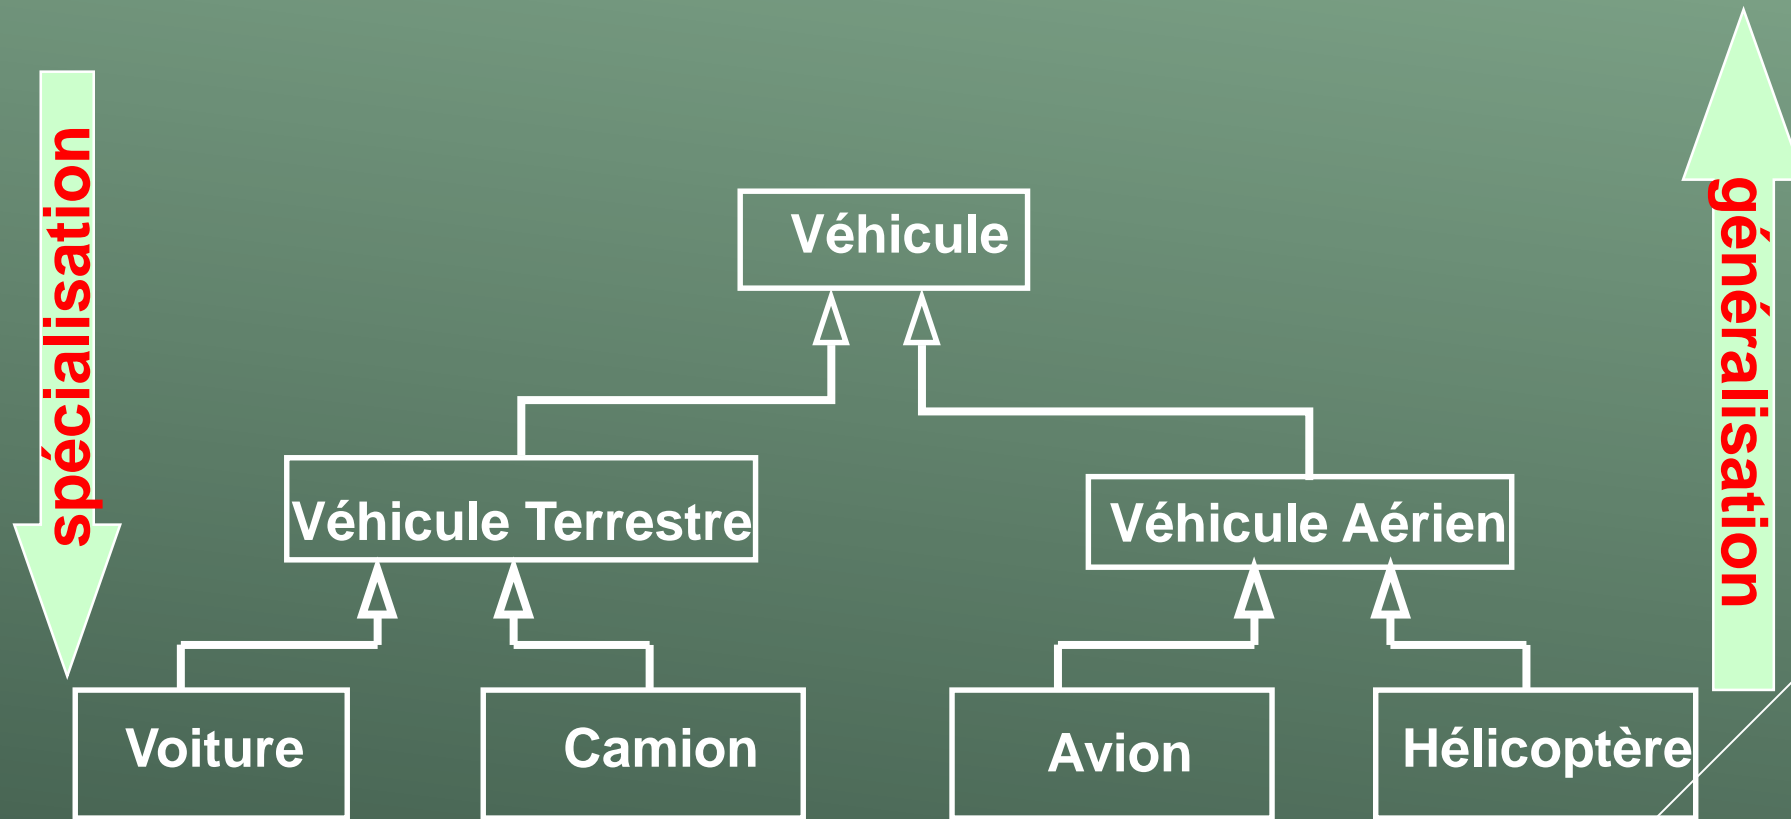 spécialisation
généralisation
Véhicule
Véhicule Terrestre
Véhicule Aérien
Voiture
Camion
Avion
Hélicoptère